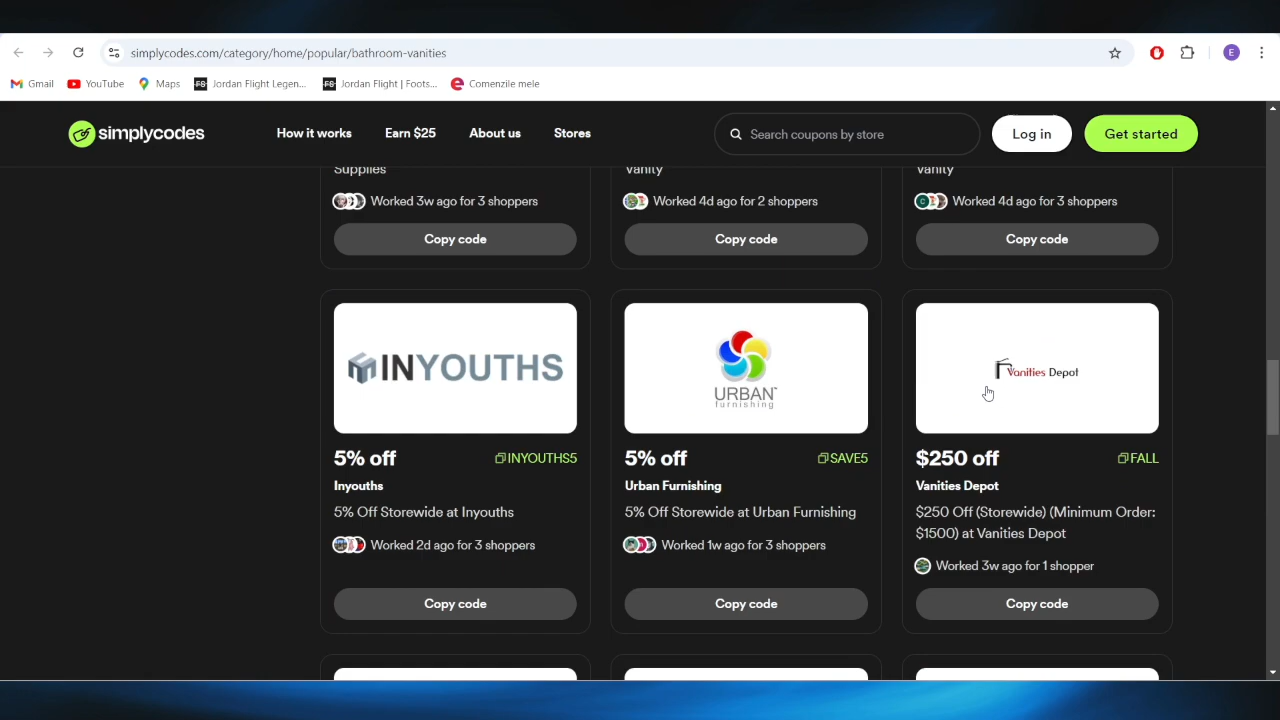 simplycodes.com/category/home/popular/bathroom-vanities
E
Gmail
YouTube
Maps
FS Jordan Flight Legen...
FS Jordan Flight | Foots...
e Comenzile mele
simplycodes
How it works
Earn $25
About us
Stores
Search coupons by store
Log in
Get started
Supplies
Worked 3w ago for 3 shoppers
Copy code
Vanity
Worked 4d ago for 2 shoppers
Copy code
Vanity
C
Worked 4d ago for 3 shoppers
Copy code
INYOUTHS
5% off
INYOUTHS5
Inyouths
5% Off Storewide at Inyouths
Worked 2d ago for 3 shoppers
Copy code
URBAN™
furnishing
5% off
SAVE5
Urban Furnishing
5% Off Storewide at Urban Furnishing
Worked 1w ago for 3 shoppers
Copy code
Vanities Depot
$250 off
FALL
Vanities Depot
$250 Off (Storewide) (Minimum Order:
$1500) at Vanities Depot
Worked 3w ago for 1 shopper
Copy code